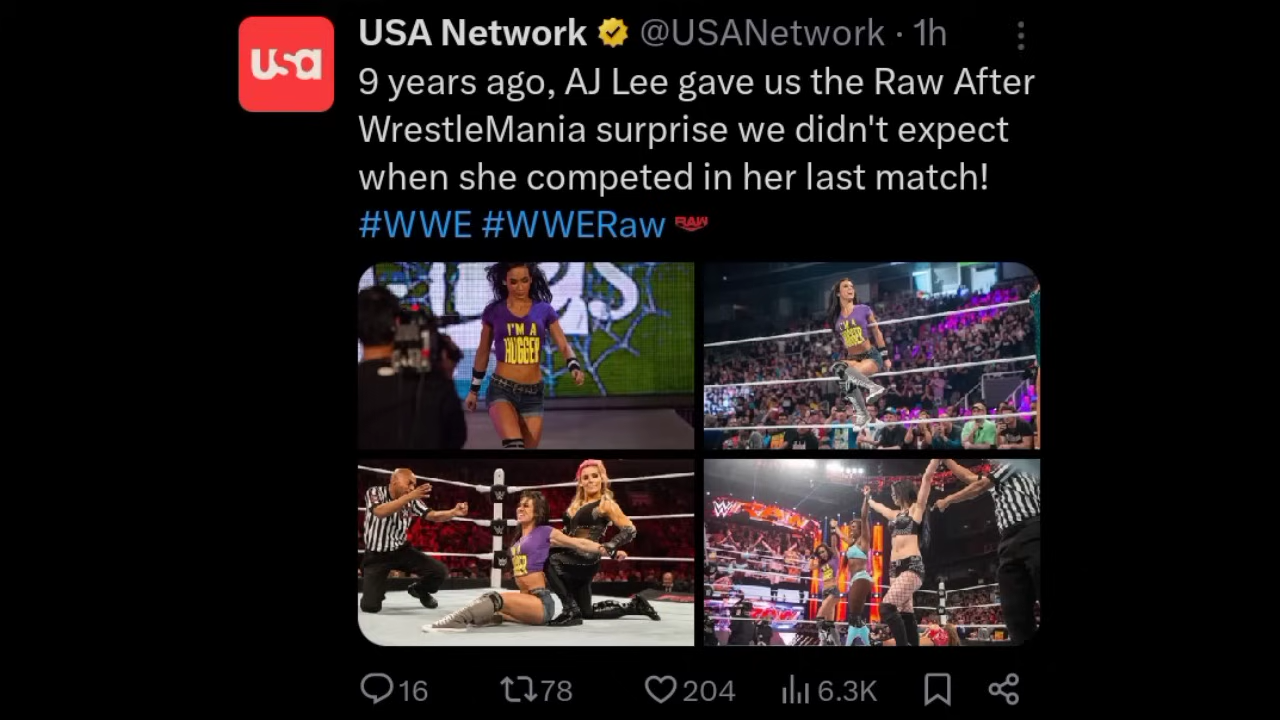 usa
USA Network @USANetwork · 1h
9 years ago, AJ Lee gave us the Raw After
WrestleMania surprise we didn't expect
when she competed in her last match!
#WWE #WWERaw RAW
I'M A
HUGGER
16 78 204 6.3K